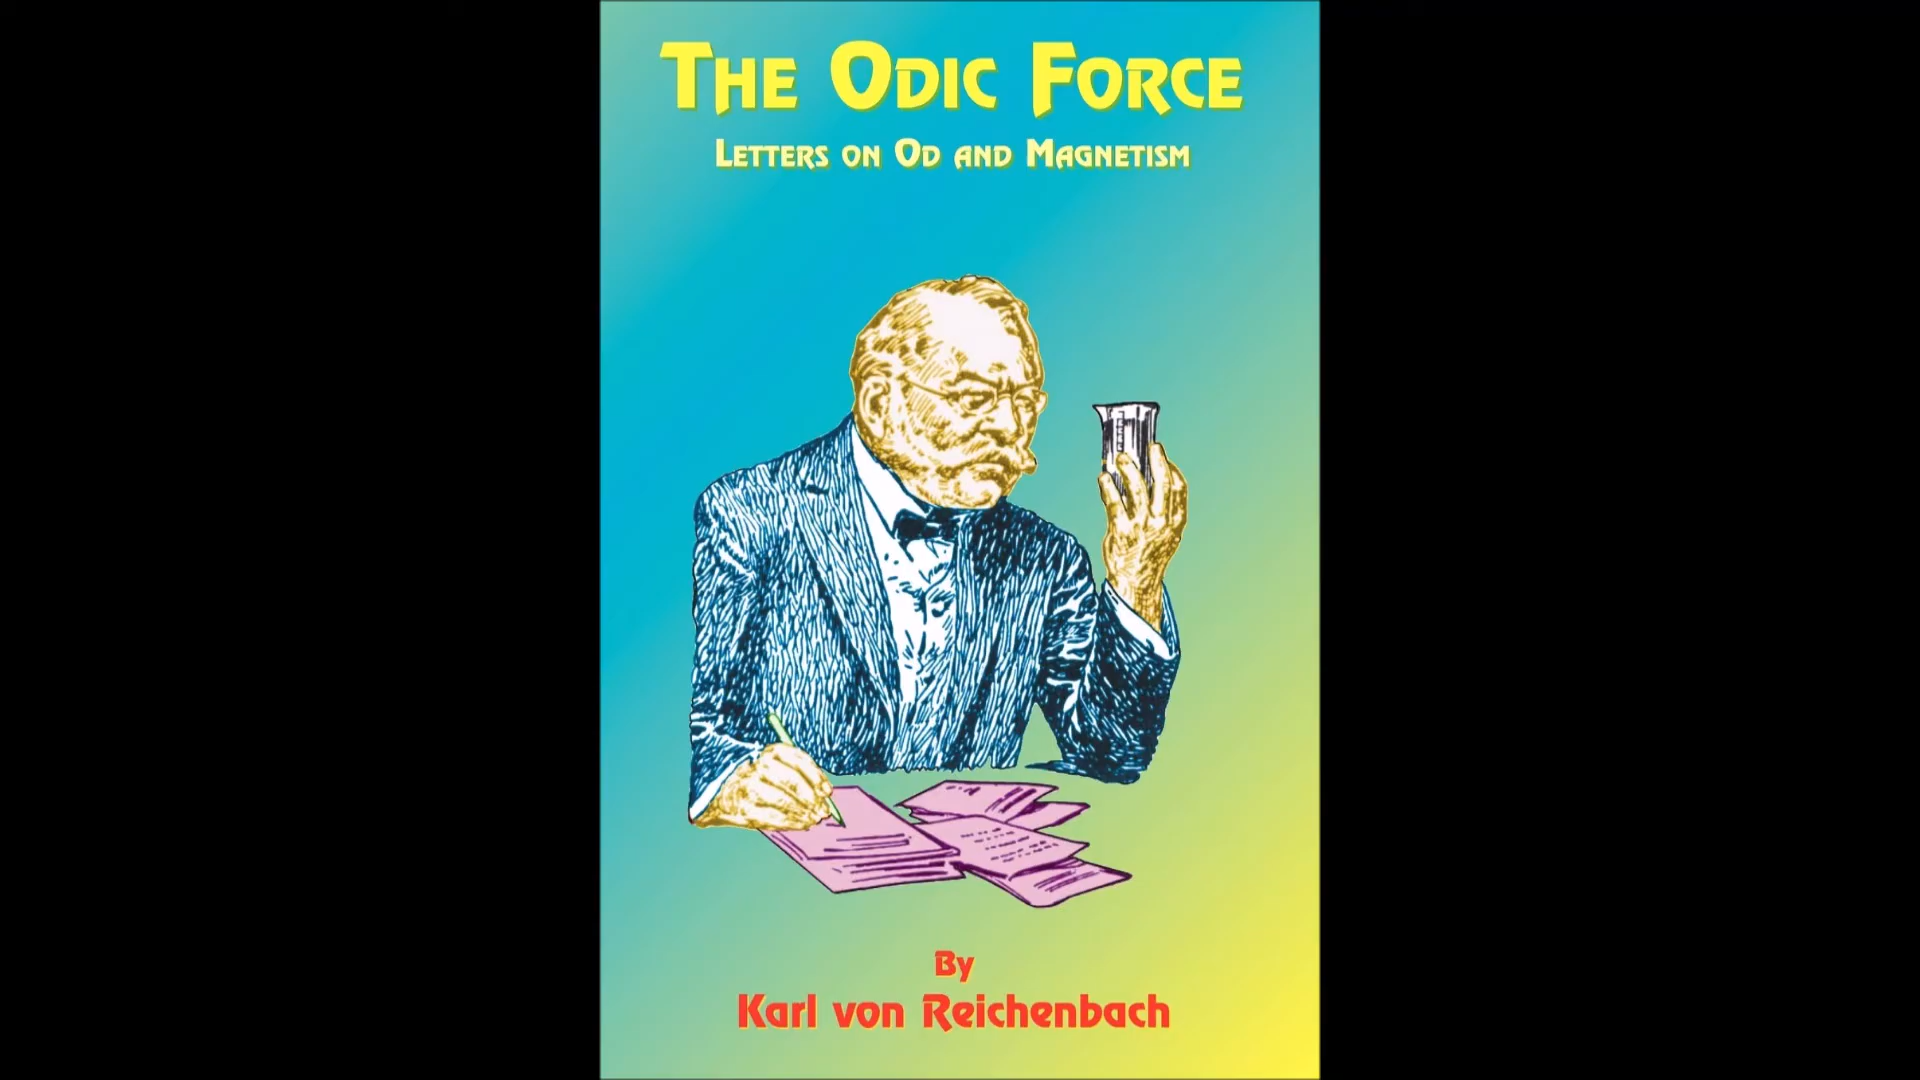 The Odic Force
Letters on Od and Magnetism
By
Karl von Reichenbach